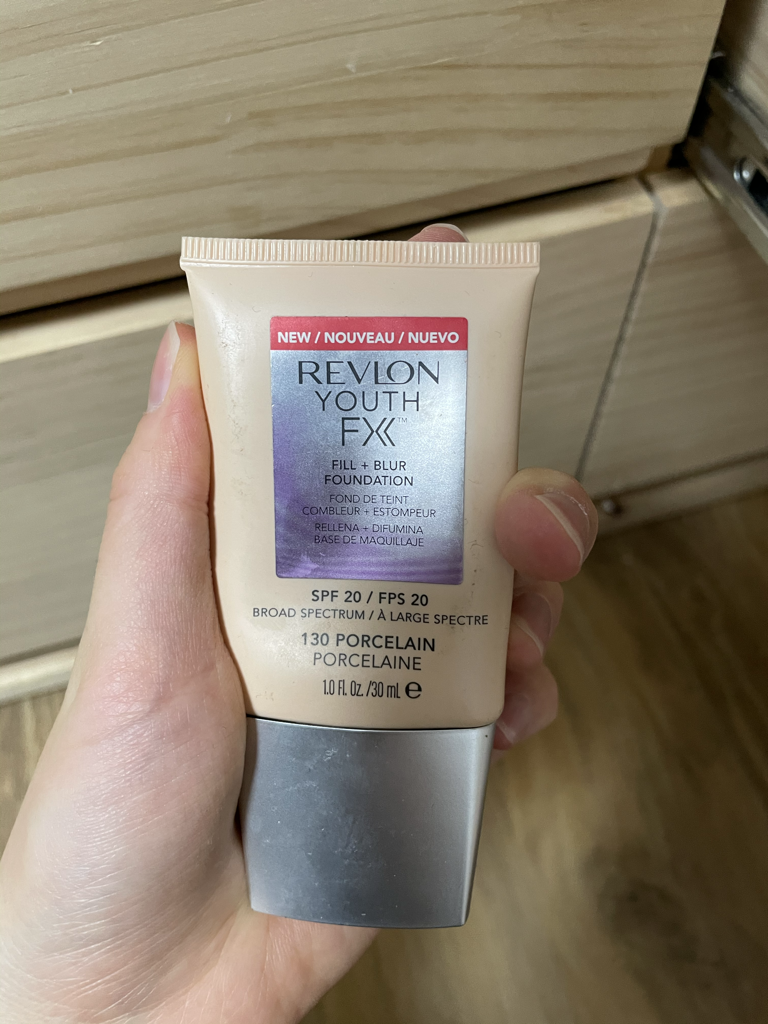 NEW / NOUVEAU / NUEVO
REVLON
YOUTH
FX™
FILL + BLUR
FOUNDATION
FOND DE TEINT
COMBLEUR + ESTOMPEUR
RELLENA + DIFUMINA
BASE DE MAQUILLAJE
SPF 20 / FPS 20
BROAD SPECTRUM / À LARGE SPECTRE
130 PORCELAIN
PORCELAINE
1.0 Fl. Oz. /30 mL ℮